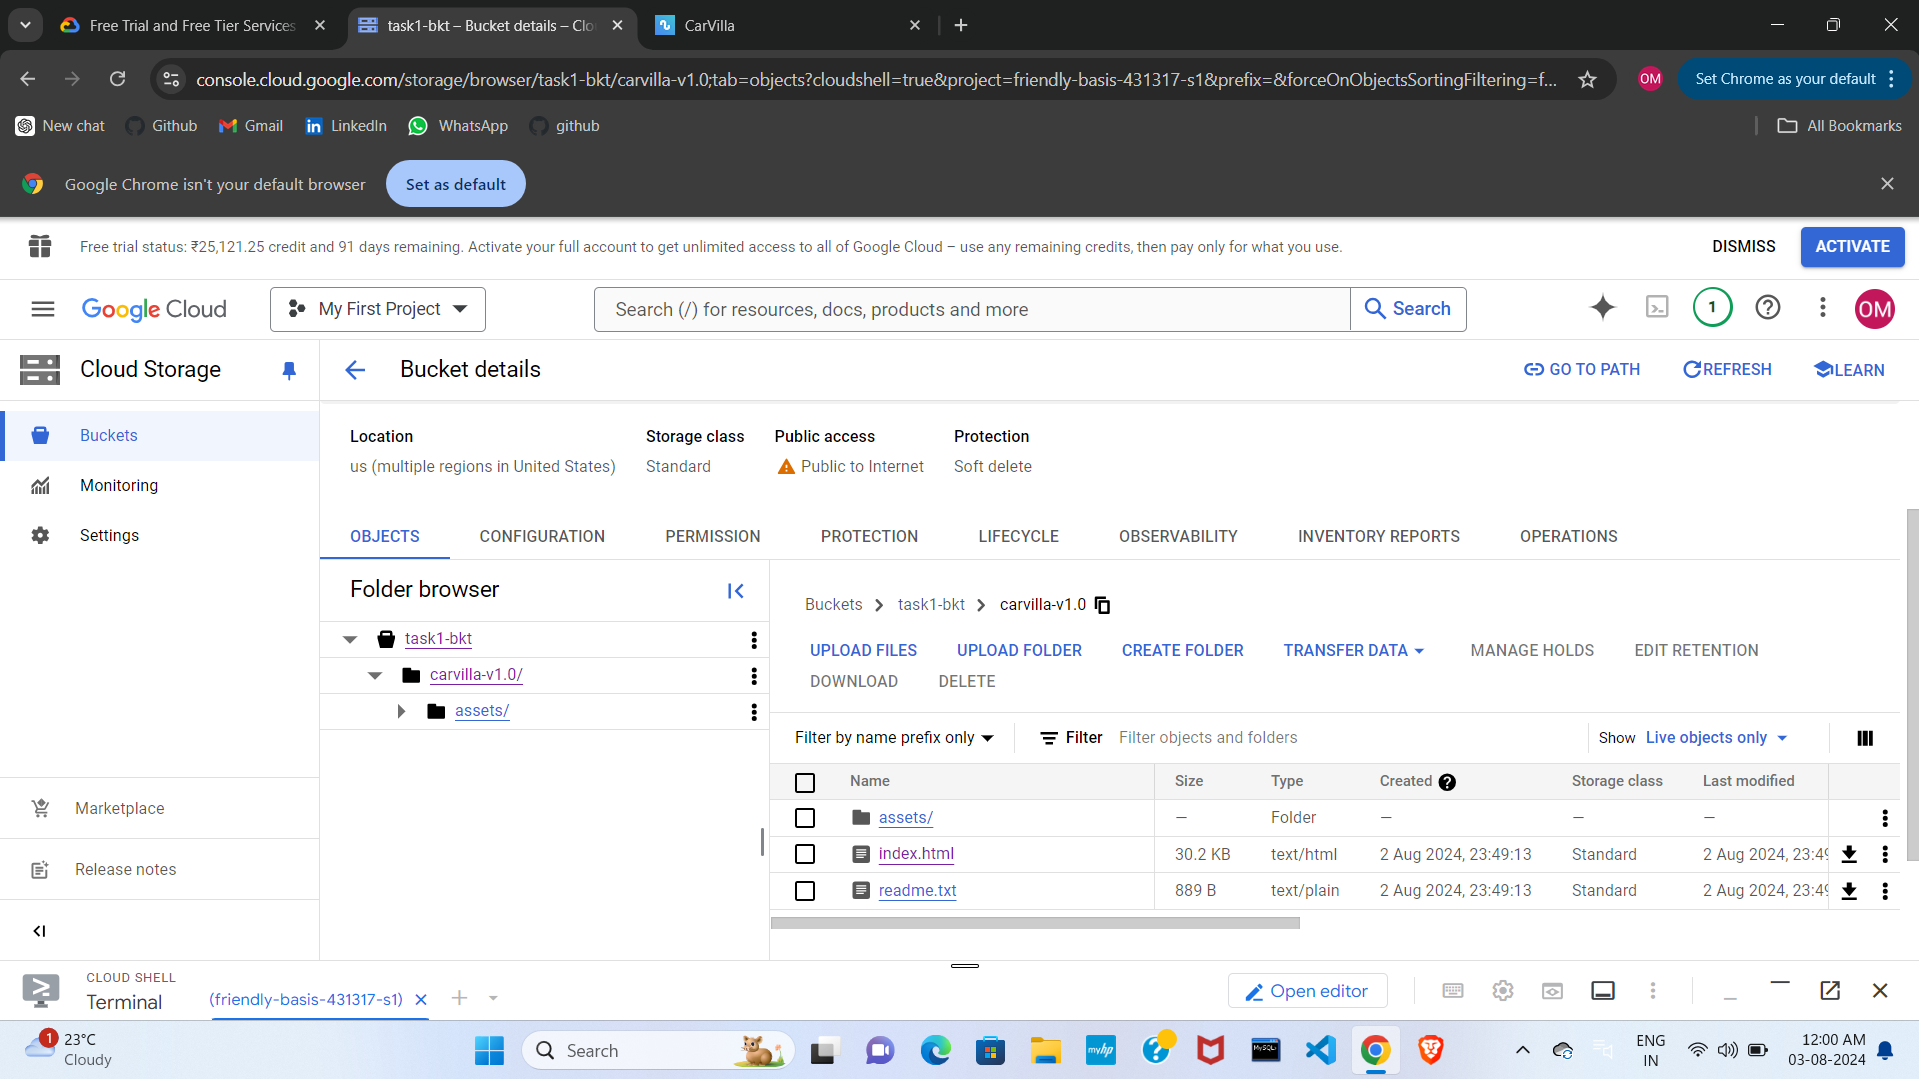 Free Trial and Free Tier Services
task1-bkt – Bucket details – Clo
CarVilla
console.cloud.google.com/storage/browser/task1-bkt/carvilla-v1.0;tab=objects?cloudshell=true&project=friendly-basis-431317-s1&prefix=&forceOnObjectsSortingFiltering=f...
OM
Set Chrome as your default
New chat
Github
Gmail
LinkedIn
WhatsApp
github
All Bookmarks
Google Chrome isn't your default browser
Set as default
Free trial status: ₹25,121.25 credit and 91 days remaining. Activate your full account to get unlimited access to all of Google Cloud – use any remaining credits, then pay only for what you use.
DISMISS
ACTIVATE
Google Cloud
My First Project
Search (/) for resources, docs, products and more
Search
1
OM
Cloud Storage
Bucket details
GO TO PATH
REFRESH
LEARN
Buckets
Monitoring
Settings
Marketplace
Release notes
Location
Storage class
Public access
Protection
us (multiple regions in United States)
Standard
Public to Internet
Soft delete
OBJECTS
CONFIGURATION
PERMISSION
PROTECTION
LIFECYCLE
OBSERVABILITY
INVENTORY REPORTS
OPERATIONS
Folder browser
task1-bkt
carvilla-v1.0/
assets/
Buckets > task1-bkt > carvilla-v1.0
UPLOAD FILES
UPLOAD FOLDER
CREATE FOLDER
TRANSFER DATA
MANAGE HOLDS
EDIT RETENTION
DOWNLOAD
DELETE
Filter by name prefix only
Filter
Filter objects and folders
Show
Live objects only
Name Size Type Created Storage class Last modified
assets/ — Folder — — —
index.html 30.2 KB text/html 2 Aug 2024, 23:49:13 Standard 2 Aug 2024, 23:49
readme.txt 889 B text/plain 2 Aug 2024, 23:49:13 Standard 2 Aug 2024, 23:49
CLOUD SHELL
Terminal
(friendly-basis-431317-s1)
Open editor
1
23°C
Cloudy
Search
myhp
MySQL
ENG
IN
12:00 AM
03-08-2024